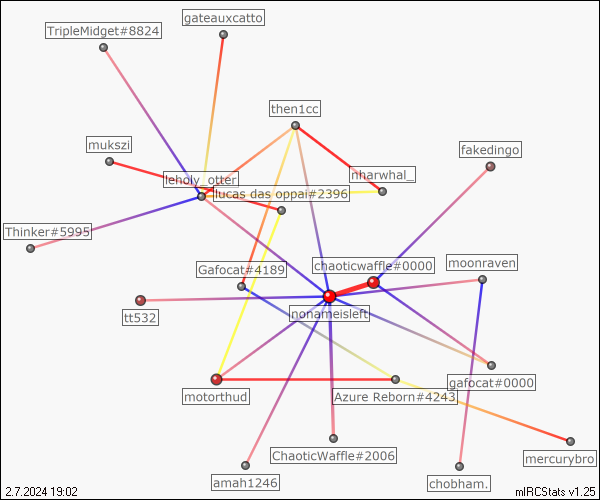 gateauxcatto
TripleMidget#8824
then1cc
mukszi
fakedingo
leholy_otter
nharwhal_
lucas das oppai#2396
Thinker#5995
moonraven
chaoticwaffle#0000
Gafocat#4189
nonameisleft
tt532
gafocat#0000
motorthud
Azure Reborn#4243
ChaoticWaffle#2006
mercurybro
amah1246
chobham.
2.7.2024 19:02
mIRCStats v1.25